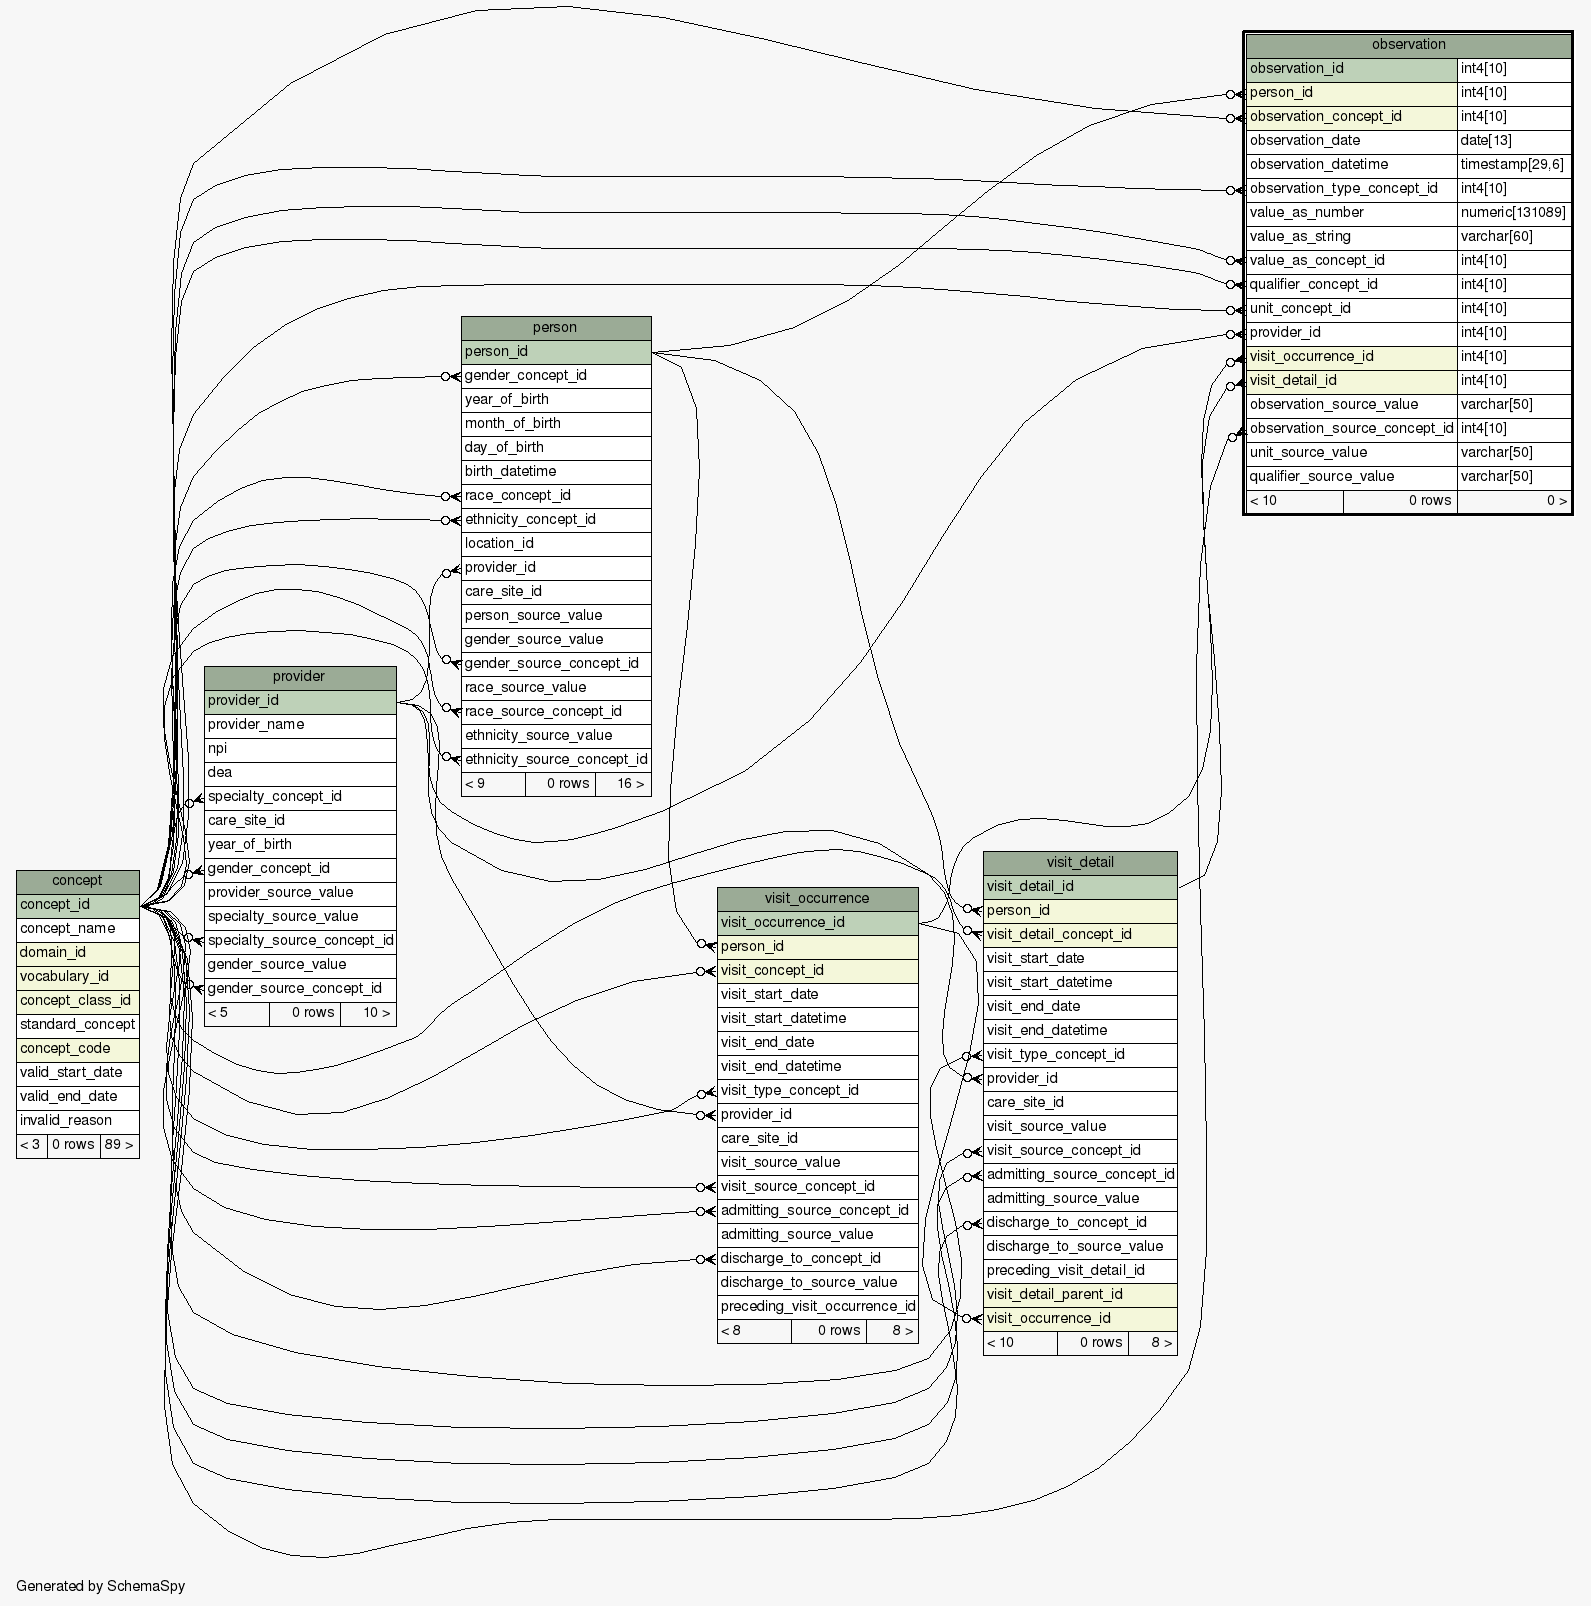 observation
observation_id int4[10]
person_id int4[10]
observation_concept_id int4[10]
observation_date date[13]
observation_datetime timestamp[29,6]
observation_type_concept_id int4[10]
value_as_number numeric[131089]
value_as_string varchar[60]
value_as_concept_id int4[10]
qualifier_concept_id int4[10]
unit_concept_id int4[10]
provider_id int4[10]
visit_occurrence_id int4[10]
visit_detail_id int4[10]
observation_source_value varchar[50]
observation_source_concept_id int4[10]
unit_source_value varchar[50]
qualifier_source_value varchar[50]
< 10 0 rows 0 >
person
person_id
gender_concept_id
year_of_birth
month_of_birth
day_of_birth
birth_datetime
race_concept_id
ethnicity_concept_id
location_id
provider_id
care_site_id
person_source_value
gender_source_value
gender_source_concept_id
race_source_value
race_source_concept_id
ethnicity_source_value
ethnicity_source_concept_id
< 9 0 rows 16 >
provider
provider_id
provider_name
npi
dea
specialty_concept_id
care_site_id
year_of_birth
gender_concept_id
provider_source_value
specialty_source_value
specialty_source_concept_id
gender_source_value
gender_source_concept_id
< 5 0 rows 10 >
concept
concept_id
concept_name
domain_id
vocabulary_id
concept_class_id
standard_concept
concept_code
valid_start_date
valid_end_date
invalid_reason
< 3 0 rows 89 >
visit_occurrence
visit_occurrence_id
person_id
visit_concept_id
visit_start_date
visit_start_datetime
visit_end_date
visit_end_datetime
visit_type_concept_id
provider_id
care_site_id
visit_source_value
visit_source_concept_id
admitting_source_concept_id
admitting_source_value
discharge_to_concept_id
discharge_to_source_value
preceding_visit_occurrence_id
< 8 0 rows 8 >
visit_detail
visit_detail_id
person_id
visit_detail_concept_id
visit_start_date
visit_start_datetime
visit_end_date
visit_end_datetime
visit_type_concept_id
provider_id
care_site_id
visit_source_value
visit_source_concept_id
admitting_source_concept_id
admitting_source_value
discharge_to_concept_id
discharge_to_source_value
preceding_visit_detail_id
visit_detail_parent_id
visit_occurrence_id
< 10 0 rows 8 >
Generated by SchemaSpy